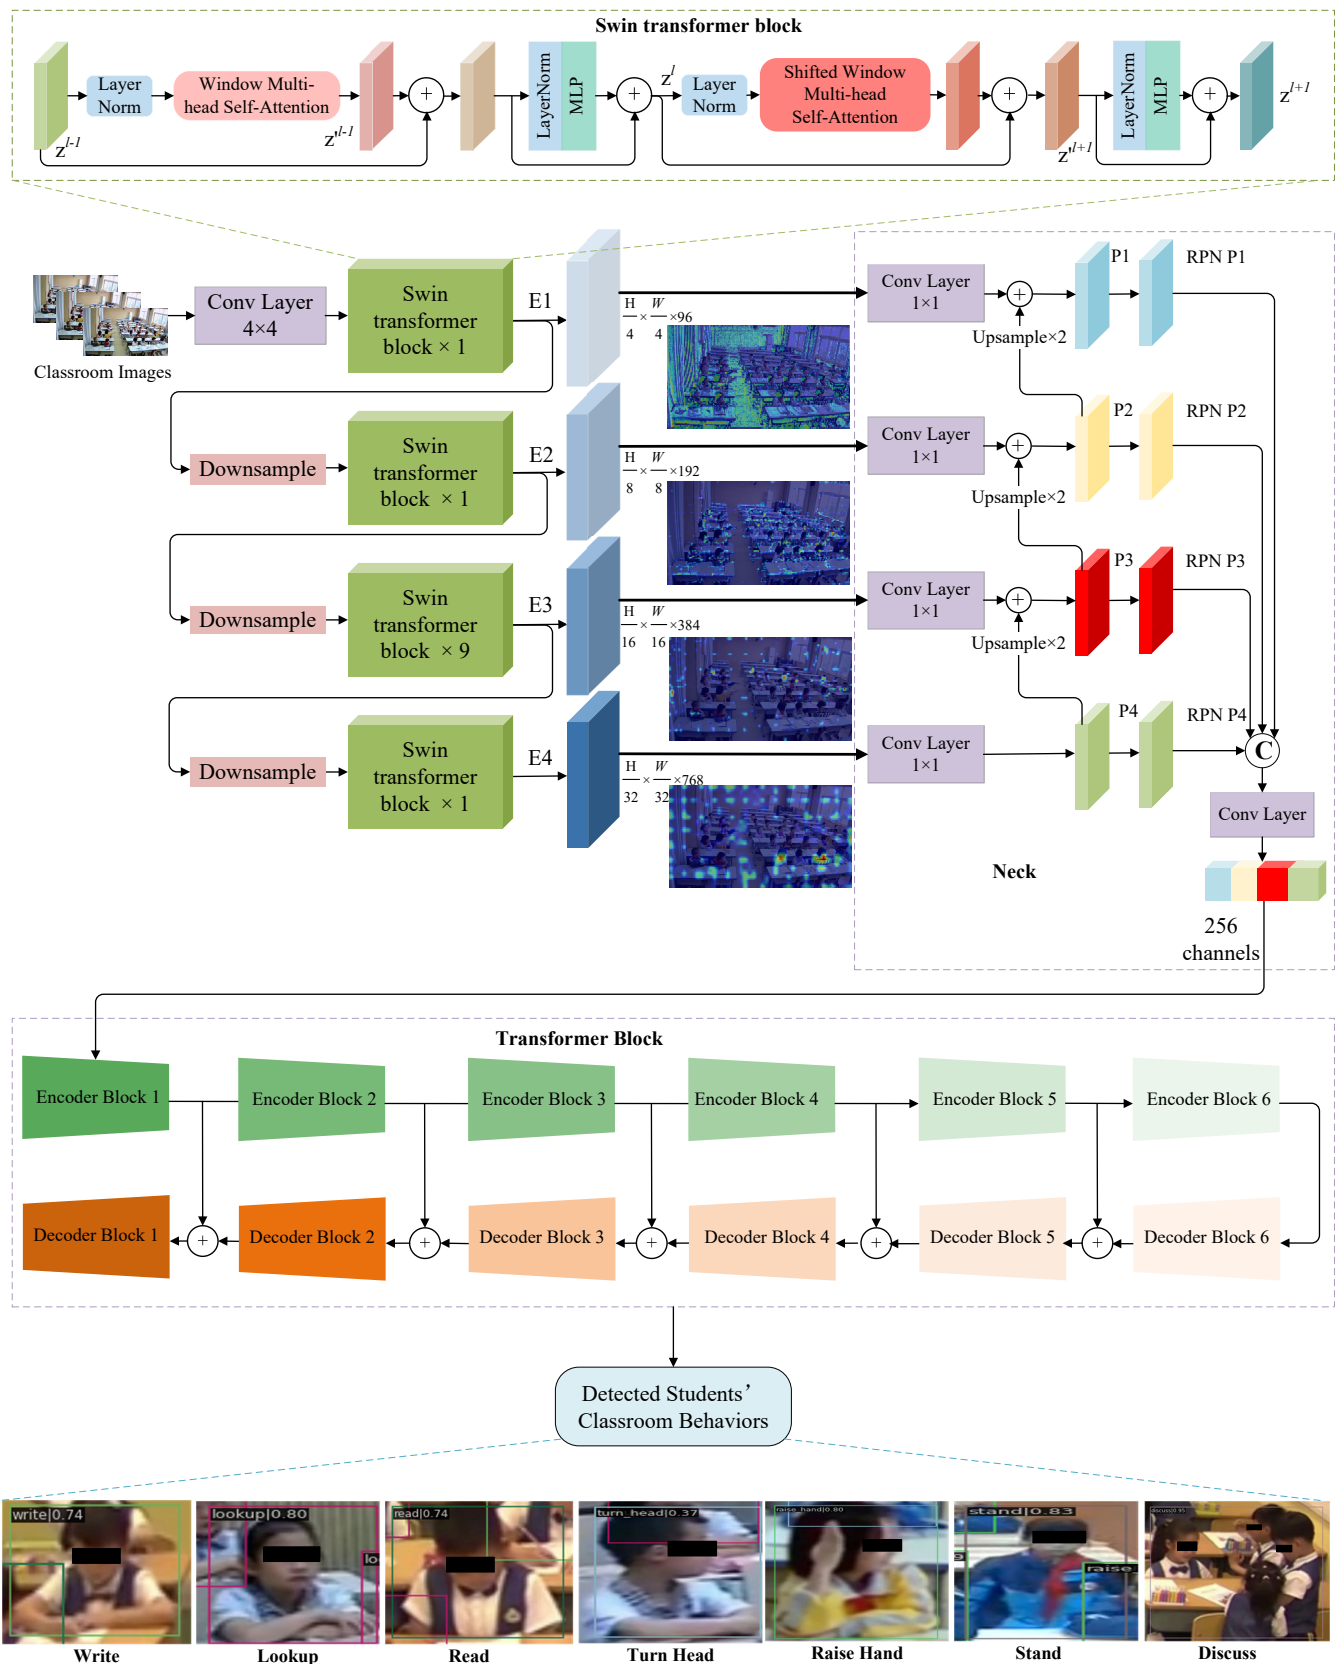 Swin transformer block
z^{l-1}
Layer
Norm
Window Multi-
head Self-Attention
z'^{l-1}
+
LayerNorm
MLP
+
z^{l}
Layer
Norm
Shifted Window
Multi-head
Self-Attention
+
z'^{l+1}
LayerNorm
MLP
+
z^{l+1}
Classroom Images
Conv Layer
4×4
Swin
transformer
block × 1
E1
H/4 × W/4 ×96
Conv Layer
1×1
+
Upsample×2
P1
RPN P1
Downsample
Swin
transformer
block × 1
E2
H/8 × W/8 ×192
Conv Layer
1×1
+
Upsample×2
P2
RPN P2
Downsample
Swin
transformer
block × 9
E3
H/16 × W/16 ×384
Conv Layer
1×1
+
Upsample×2
P3
RPN P3
Downsample
Swin
transformer
block × 1
E4
H/32 × W/32 ×768
Conv Layer
1×1
P4
RPN P4
C
Conv Layer
Neck
256
channels
Transformer Block
Encoder Block 1
Encoder Block 2
Encoder Block 3
Encoder Block 4
Encoder Block 5
Encoder Block 6
Decoder Block 1
+
Decoder Block 2
+
Decoder Block 3
+
Decoder Block 4
+
Decoder Block 5
+
Decoder Block 6
Detected Students’
Classroom Behaviors
write|0.74
lookup|0.80
lo
read|0.74
turn_head|0.37
raise_hand|0.80
stand|0.83
raise
discuss|0.95
Write
Lookup
Read
Turn Head
Raise Hand
Stand
Discuss